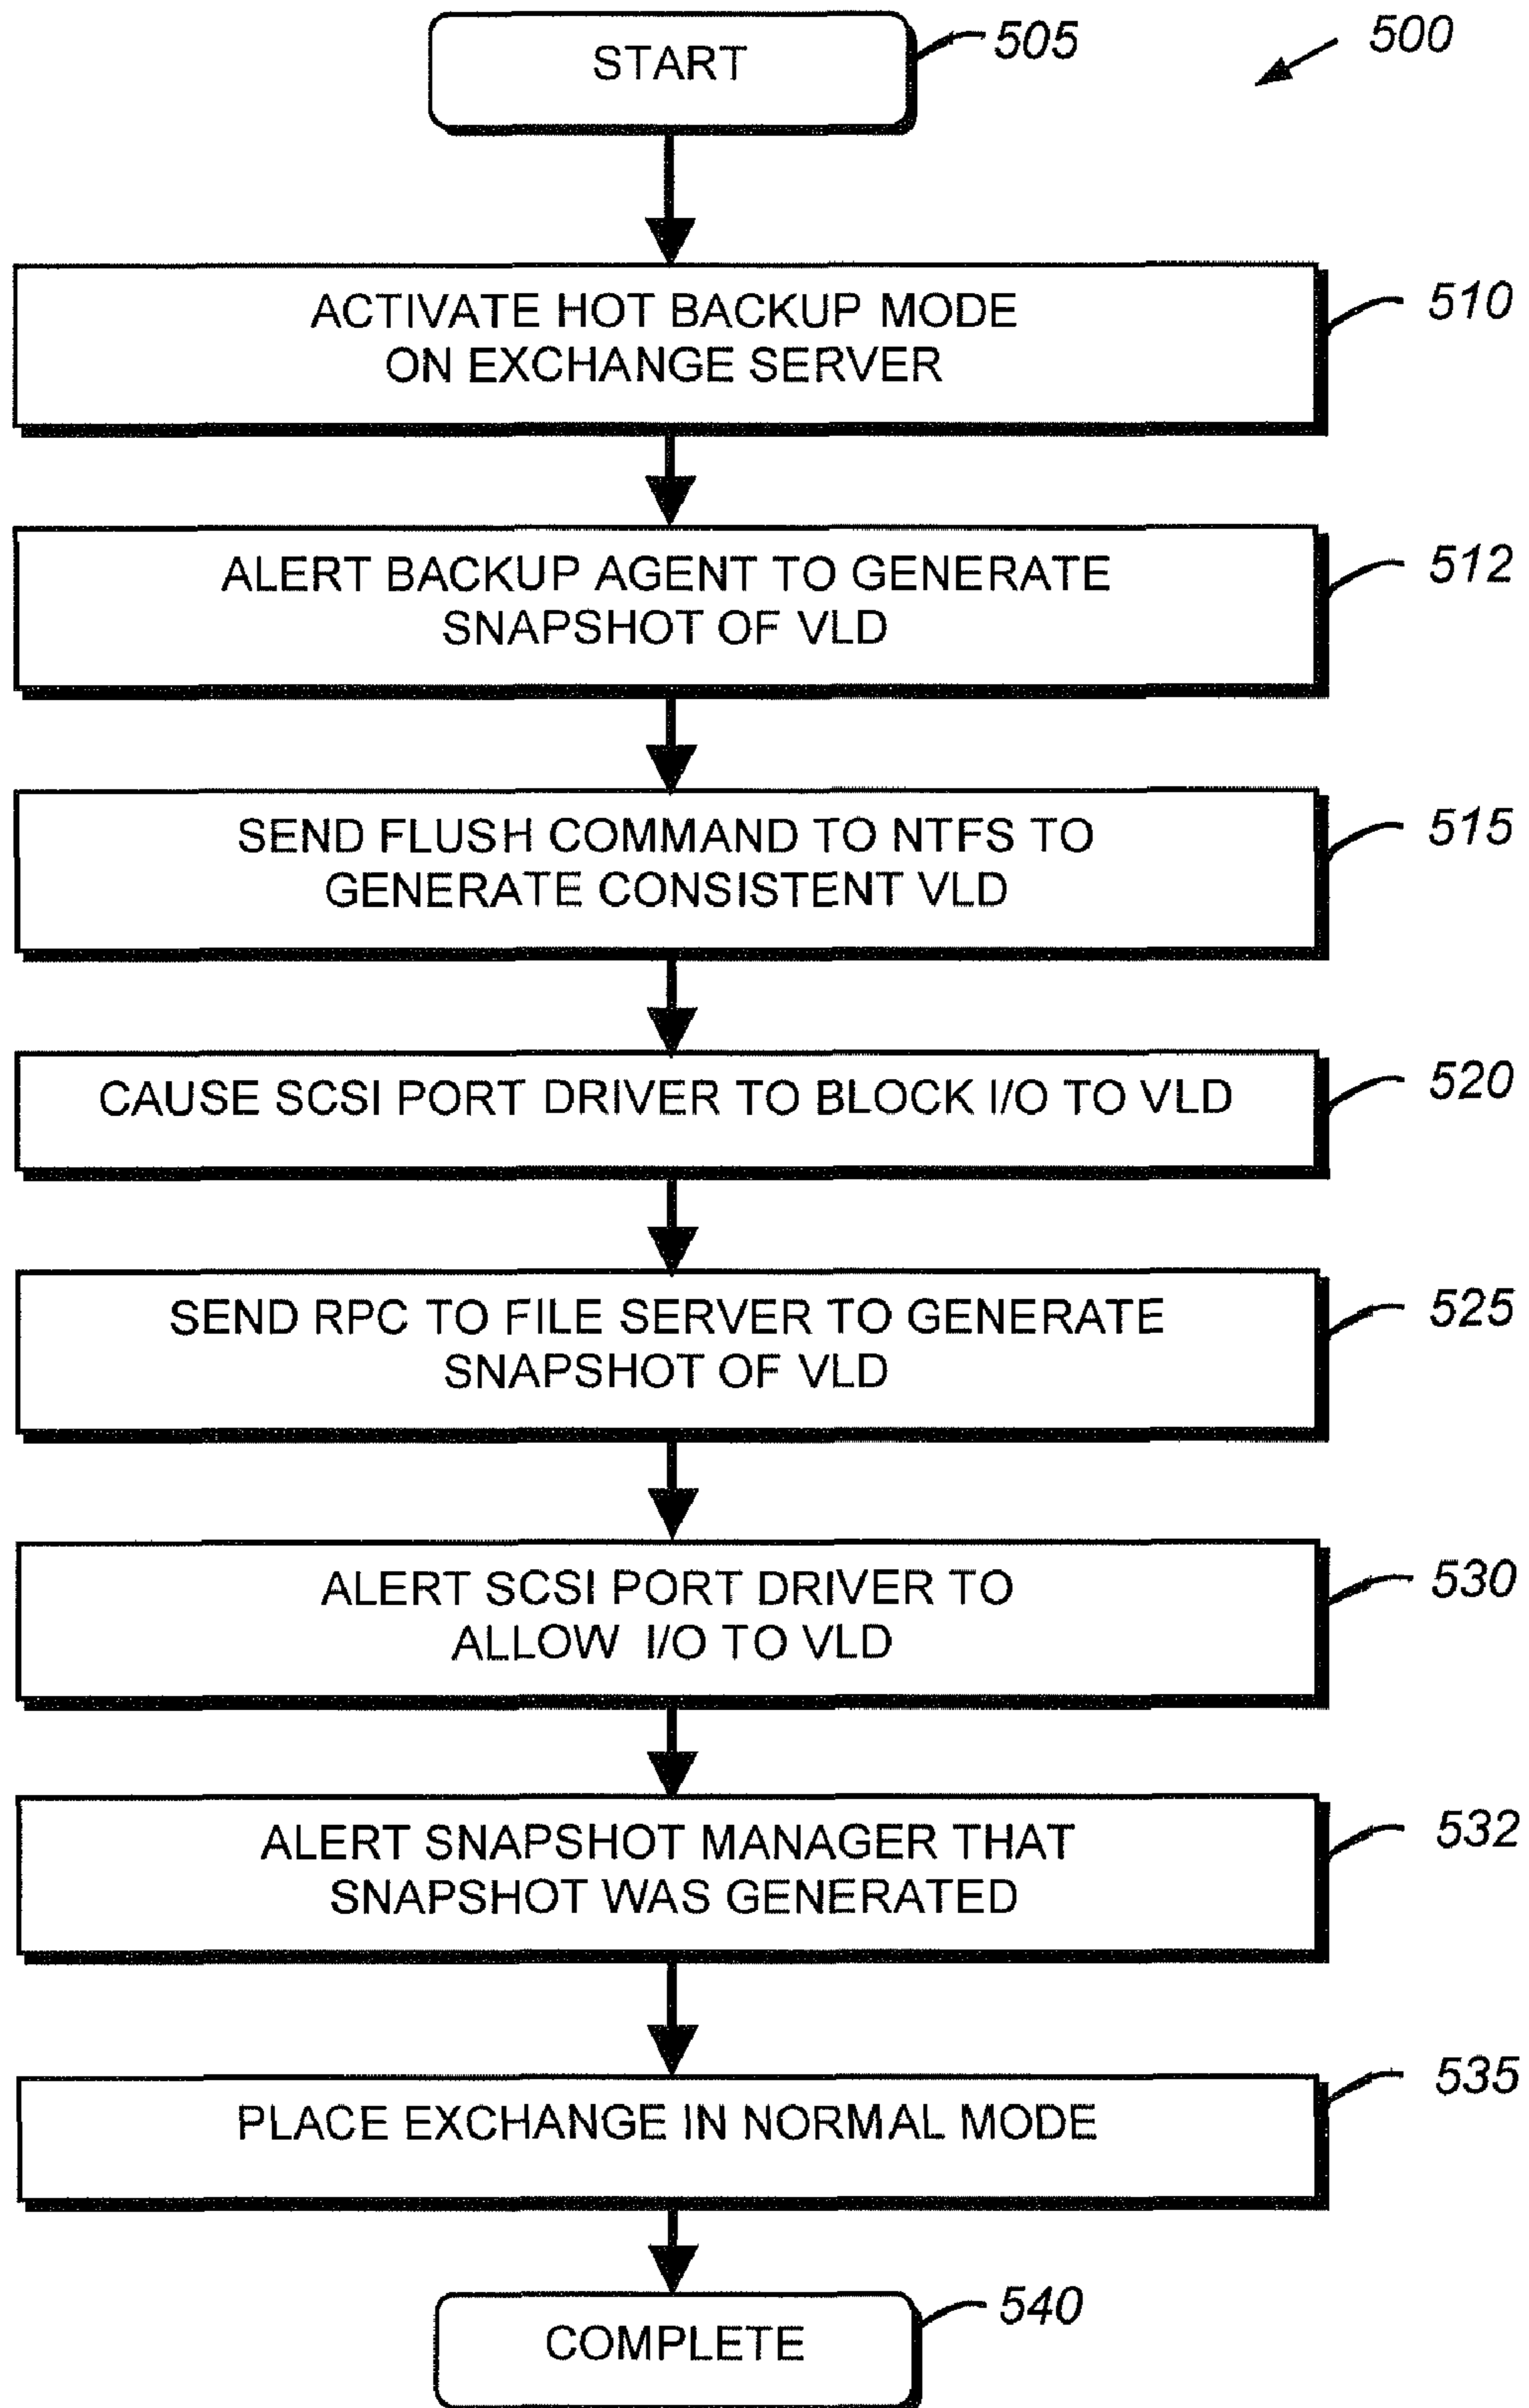 START
505
500
ACTIVATE HOT BACKUP MODE
ON EXCHANGE SERVER
510
ALERT BACKUP AGENT TO GENERATE
SNAPSHOT OF VLD
512
SEND FLUSH COMMAND TO NTFS TO
GENERATE CONSISTENT VLD
515
CAUSE SCSI PORT DRIVER TO BLOCK I/O TO VLD
520
SEND RPC TO FILE SERVER TO GENERATE
SNAPSHOT OF VLD
525
ALERT SCSI PORT DRIVER TO
ALLOW I/O TO VLD
530
ALERT SNAPSHOT MANAGER THAT
SNAPSHOT WAS GENERATED
532
PLACE EXCHANGE IN NORMAL MODE
535
COMPLETE
540